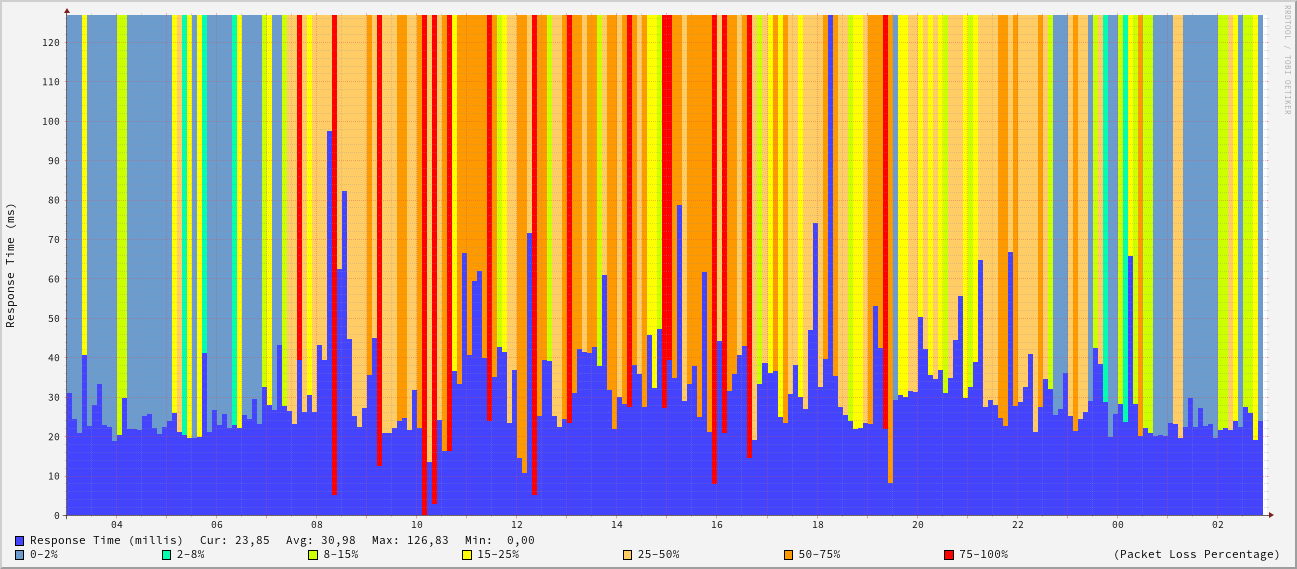 RRDTOOL / TOBI OETIKER
Response Time (ms)
120
110
100
90
80
70
60
50
40
30
20
10
0
04 06 08 10 12 14 16 18 20 22 00 02
Response Time (millis) Cur: 23,85 Avg: 30,98 Max: 126,83 Min: 0,00
0-2% 2-8% 8-15% 15-25% 25-50% 50-75% 75-100% (Packet Loss Percentage)